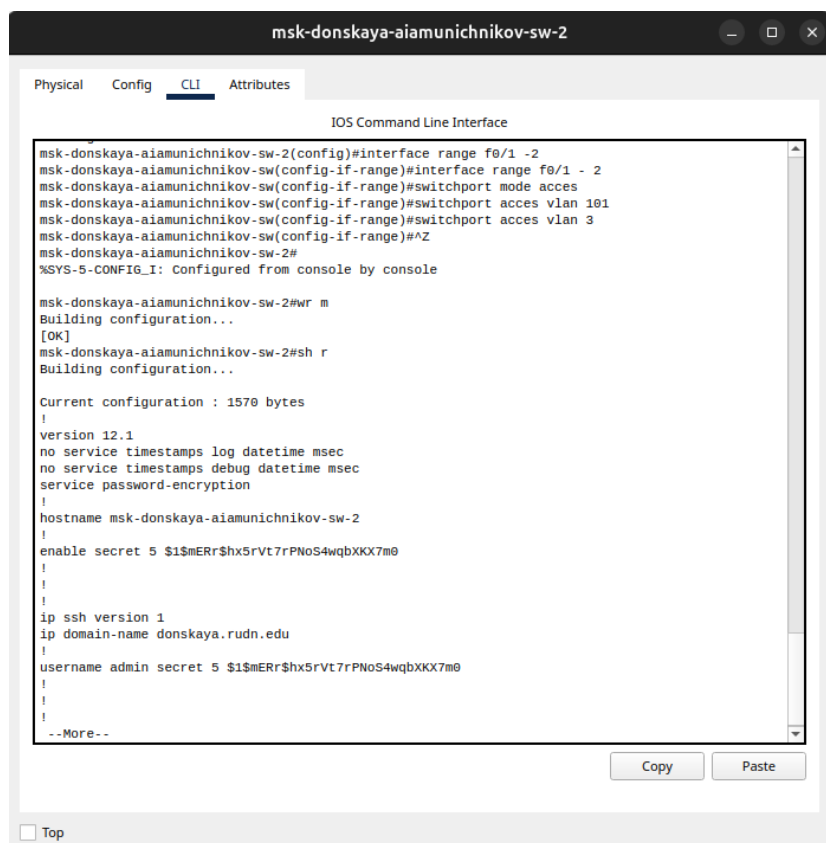 msk-donskaya-aiamunichnikov-sw-2
Physical Config CLI Attributes
IOS Command Line Interface
msk-donskaya-aiamunichnikov-sw-2(config)#interface range f0/1 -2
msk-donskaya-aiamunichnikov-sw(config-if-range)#interface range f0/1 - 2
msk-donskaya-aiamunichnikov-sw(config-if-range)#switchport mode acces
msk-donskaya-aiamunichnikov-sw(config-if-range)#switchport acces vlan 101
msk-donskaya-aiamunichnikov-sw(config-if-range)#switchport acces vlan 3
msk-donskaya-aiamunichnikov-sw(config-if-range)#^Z
msk-donskaya-aiamunichnikov-sw-2#
%SYS-5-CONFIG_I: Configured from console by console
msk-donskaya-aiamunichnikov-sw-2#wr m
Building configuration...
[OK]
msk-donskaya-aiamunichnikov-sw-2#sh r
Building configuration...
Current configuration : 1570 bytes
!
version 12.1
no service timestamps log datetime msec
no service timestamps debug datetime msec
service password-encryption
!
hostname msk-donskaya-aiamunichnikov-sw-2
!
enable secret 5 $1$mERr$hx5rVt7rPNoS4wqbXKX7m0
!
!
!
ip ssh version 1
ip domain-name donskaya.rudn.edu
!
username admin secret 5 $1$mERr$hx5rVt7rPNoS4wqbXKX7m0
!
!
!
--More--
Copy Paste
Top